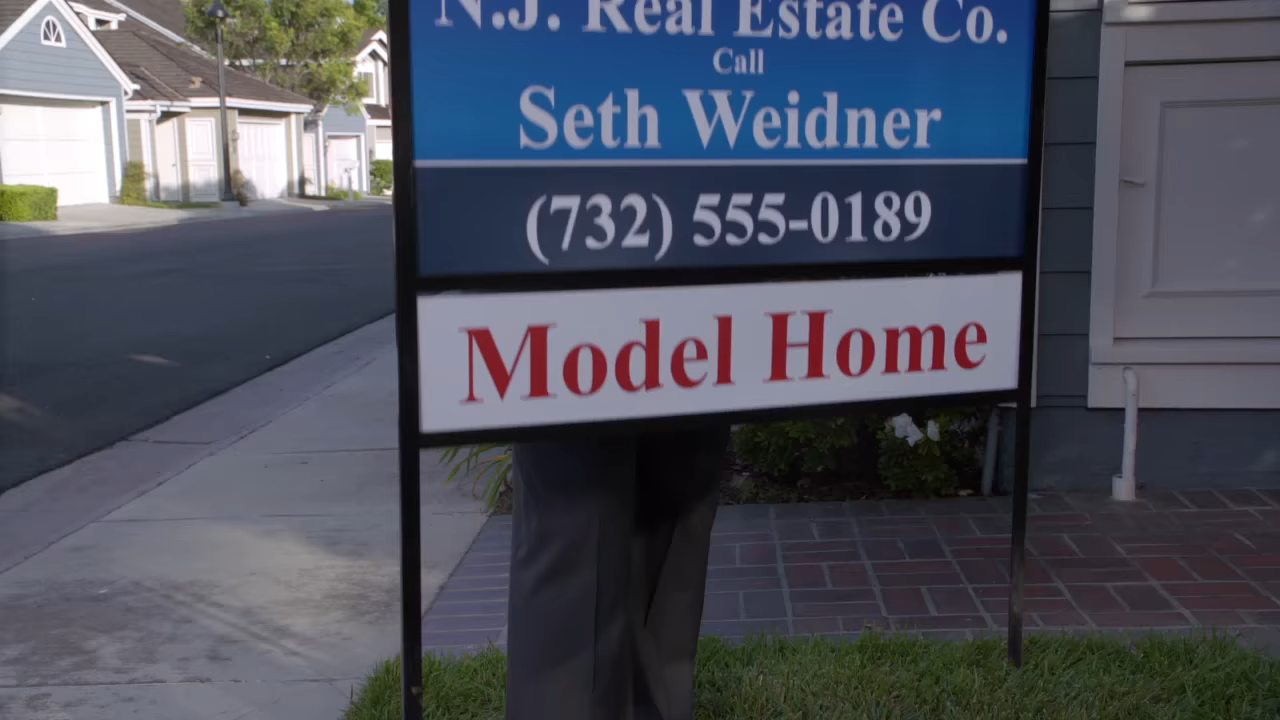 N.J. Real Estate Co.
Call
Seth Weidner
(732) 555-0189
Model Home